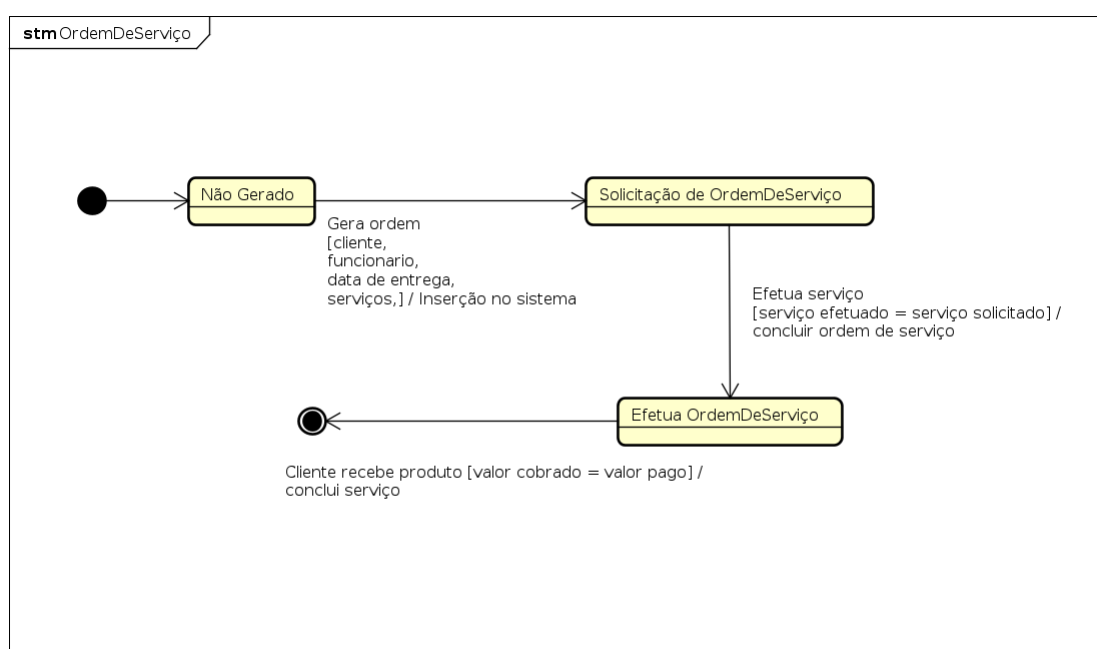 stm OrdemDeServiço
Não Gerado
Solicitação de OrdemDeServiço
Gera ordem
[cliente,
funcionario,
data de entrega,
serviços,] / Inserção no sistema
Efetua serviço
[serviço efetuado = serviço solicitado] /
concluir ordem de serviço
Efetua OrdemDeServiço
Cliente recebe produto [valor cobrado = valor pago] /
conclui serviço